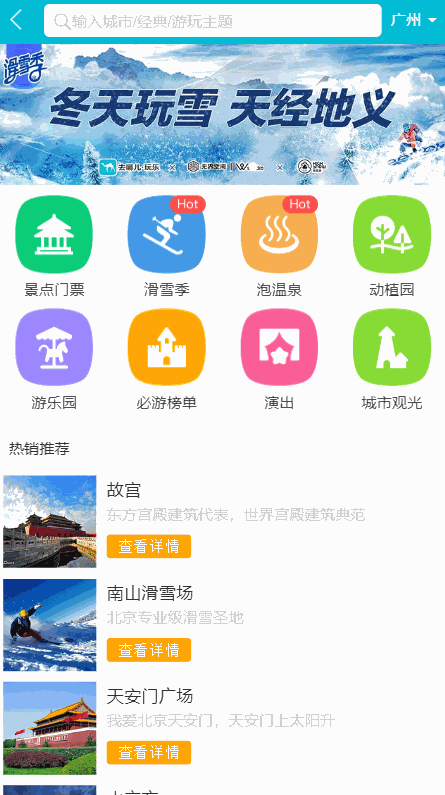 输入城市/经典/游玩主题
广州
滑雪季
冬天玩雪 天经地义
去哪儿·玩乐 ×
×
Hot
Hot
景点门票
滑雪季
泡温泉
动植园
游乐园
必游榜单
演出
城市观光
热销推荐
故宫
东方宫殿建筑代表，世界宫殿建筑典范
查看详情
南山滑雪场
北京专业级滑雪圣地
查看详情
天安门广场
我爱北京天安门，天安门上太阳升
查看详情